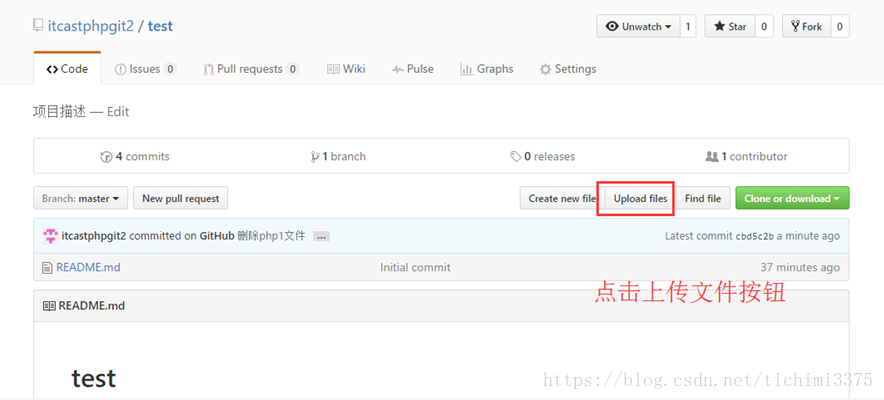 itcastphpgit2 / test
Unwatch 1 Star 0 Fork 0
Code Issues 0 Pull requests 0 Wiki Pulse Graphs Settings
项目描述 — Edit
4 commits 1 branch 0 releases 1 contributor
Branch: master New pull request Create new file Upload files Find file Clone or download
itcastphpgit2 committed on GitHub 删除php1文件 ... Latest commit cbd5c2b a minute ago
README.md Initial commit 37 minutes ago
点击上传文件按钮
README.md
test
https://blog.csdn.net/tichimi3375